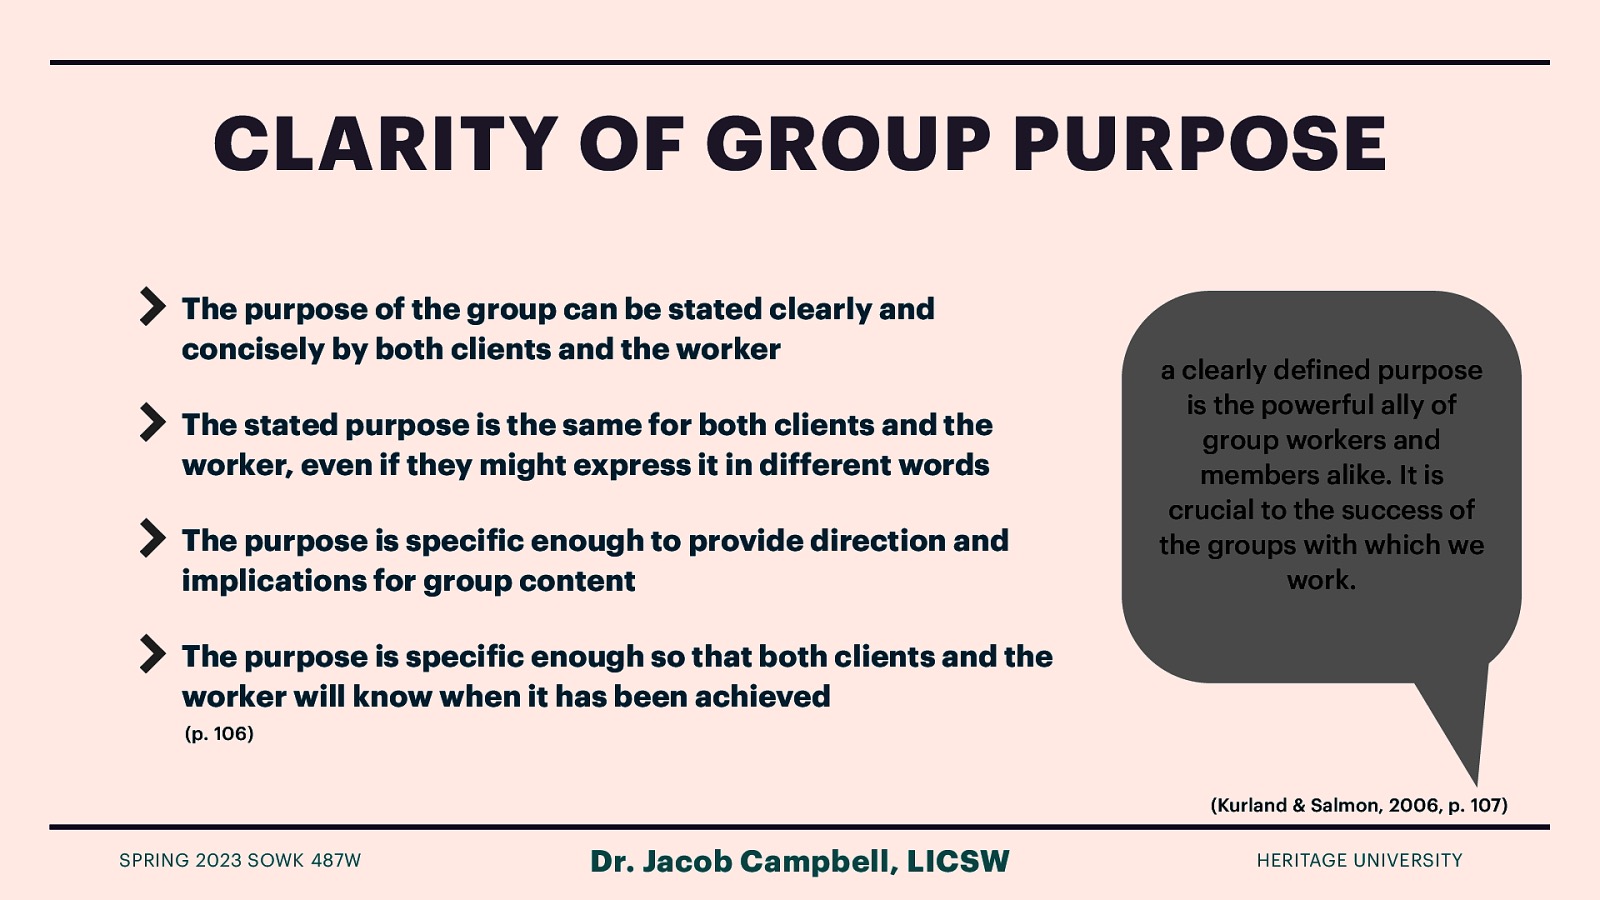 CLARITY OF GROUP PURPOSE
The purpose of the group can be stated clearly and
concisely by both clients and the worker
The stated purpose is the same for both clients and the
worker, even if they might express it in different words
The purpose is specific enough to provide direction and
implications for group content
The purpose is specific enough so that both clients and the
worker will know when it has been achieved
(p. 106)
a clearly defined purpose
is the powerful ally of
group workers and
members alike. It is
crucial to the success of
the groups with which we
work.
(Kurland & Salmon, 2006, p. 107)
SPRING 2023 SOWK 487W
Dr. Jacob Campbell, LICSW
HERITAGE UNIVERSITY